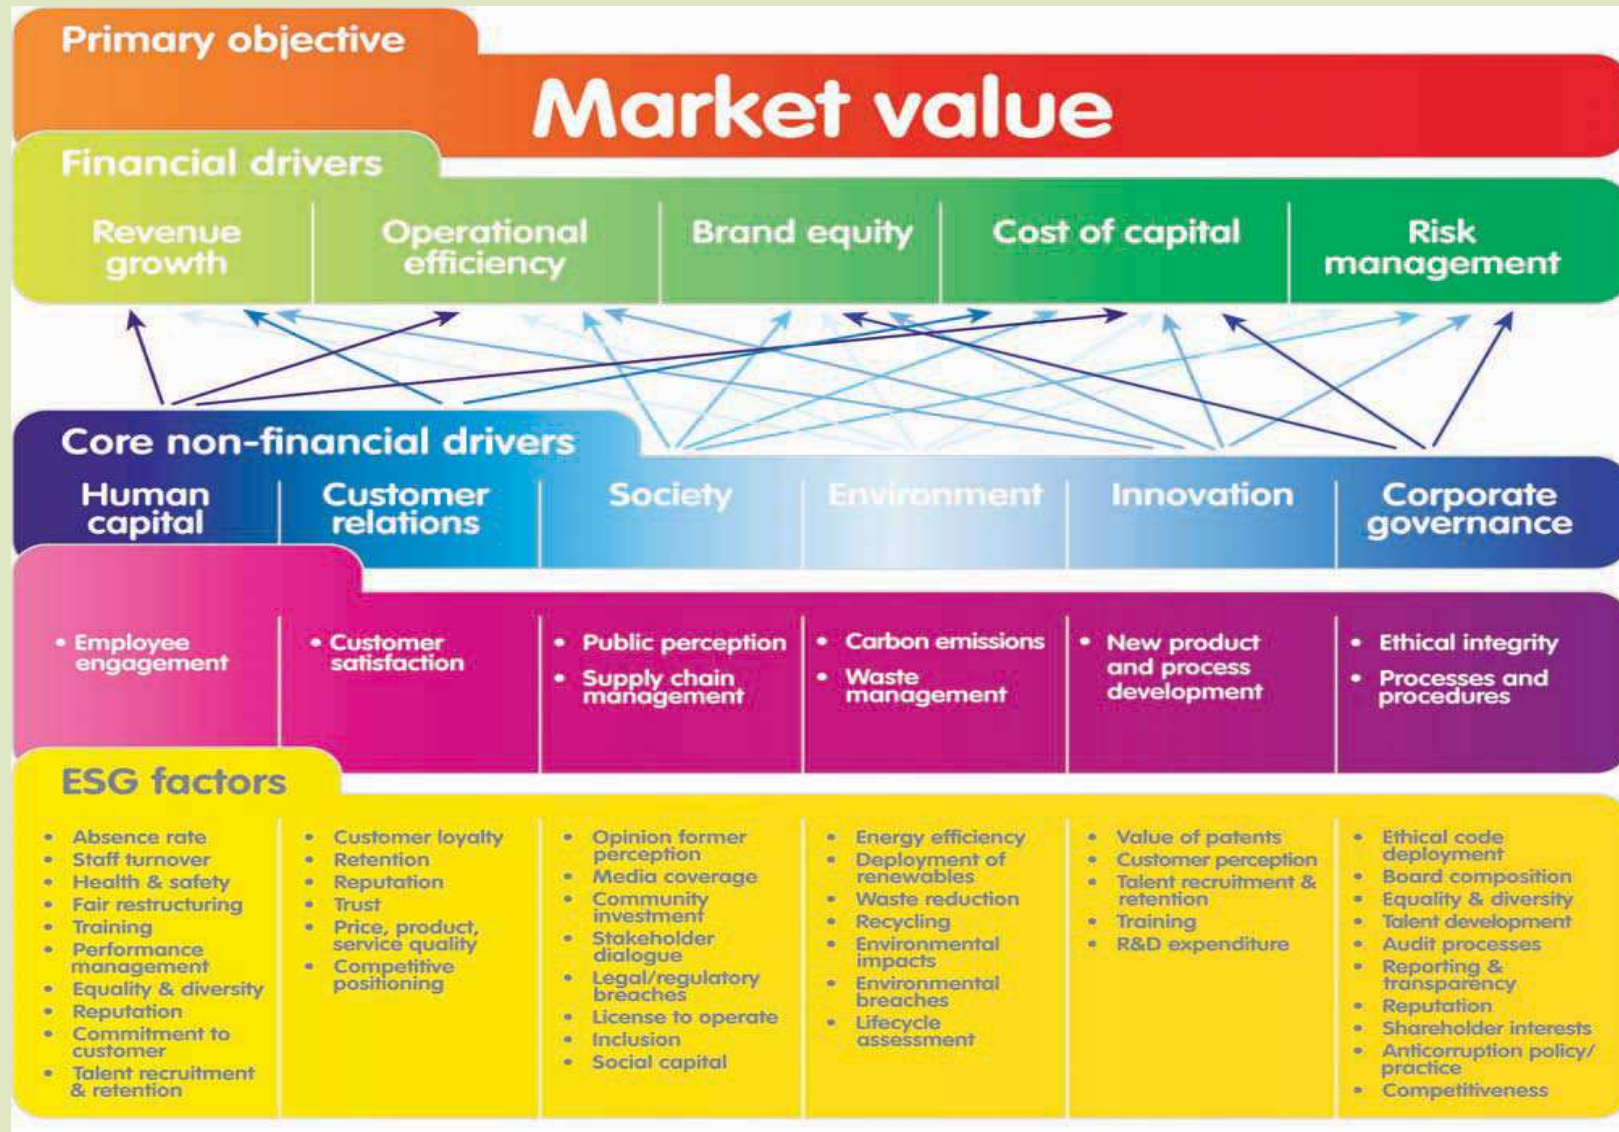 Primary objective
Market value
Financial drivers
Revenue
growth
Operational
efficiency
Brand equity
Cost of capital
Risk
management
Core non-financial drivers
Human
capital
Customer
relations
Society
Environment
Innovation
Corporate
governance
• Employee
engagement
• Customer
satisfaction
• Public perception
• Supply chain
management
• Carbon emissions
• Waste
management
• New product
and process
development
• Ethical integrity
• Processes and
procedures
ESG factors
• Absence rate
• Staff turnover
• Health & safety
• Fair restructuring
• Training
• Performance
management
• Equality & diversity
• Reputation
• Commitment to
customer
• Talent recruitment
& retention
• Customer loyalty
• Retention
• Reputation
• Trust
• Price, product,
service quality
• Competitive
positioning
• Opinion former
perception
• Media coverage
• Community
investment
• Stakeholder
dialogue
• Legal/regulatory
breaches
• License to operate
• Inclusion
• Social capital
• Energy efficiency
• Deployment of
renewables
• Waste reduction
• Recycling
• Environmental
impacts
• Environmental
breaches
• Lifecycle
assessment
• Value of patents
• Customer perception
• Talent recruitment &
retention
• Training
• R&D expenditure
• Ethical code
deployment
• Board composition
• Equality & diversity
• Talent development
• Audit processes
• Reporting &
transparency
• Reputation
• Shareholder interests
• Anticorruption policy/
practice
• Competitiveness